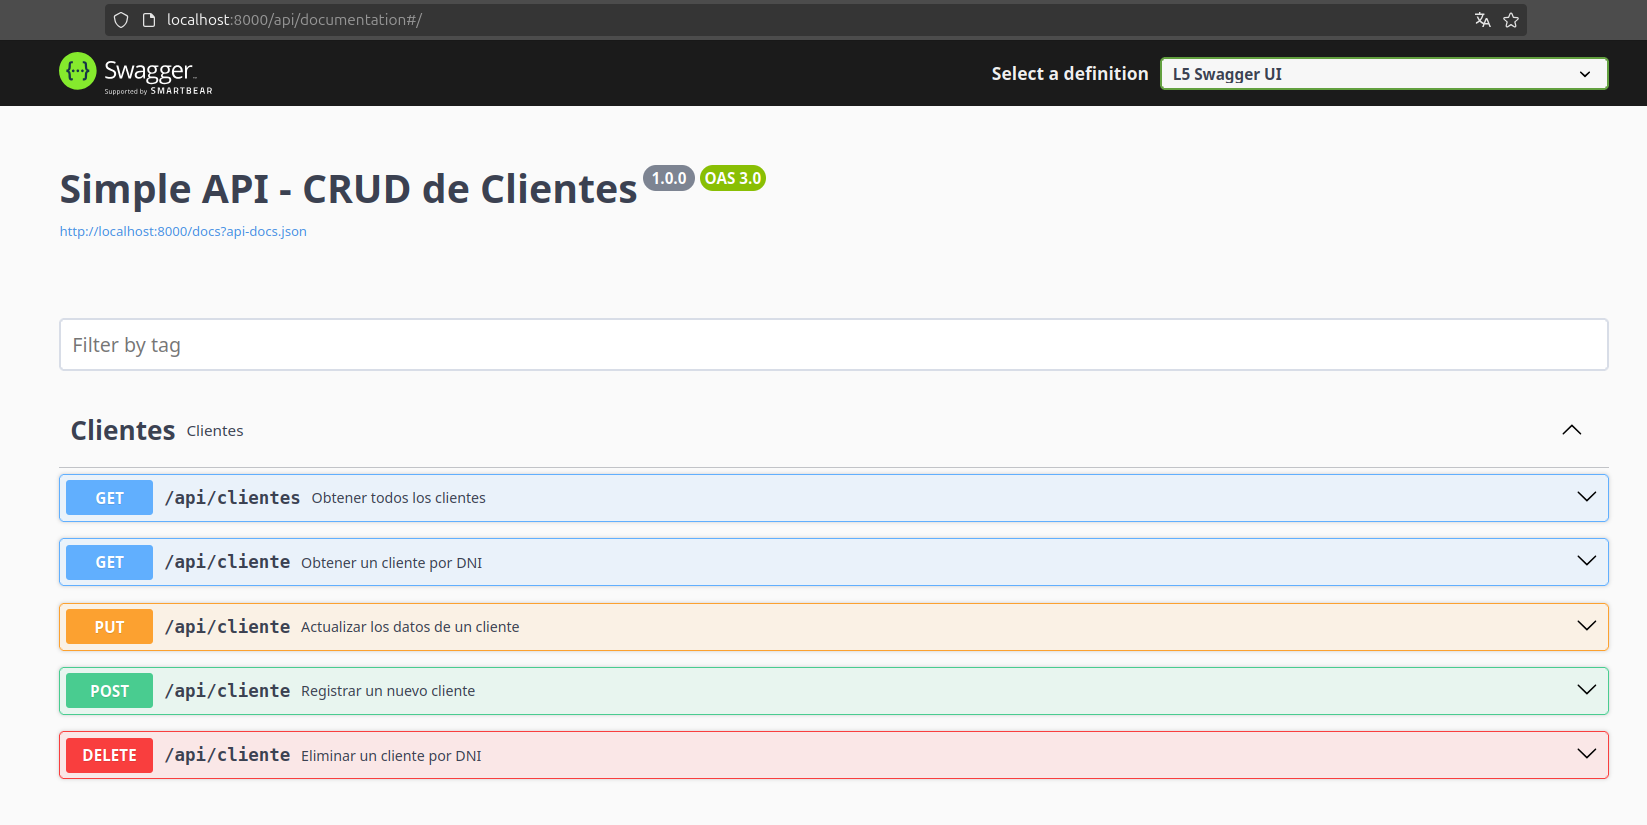 localhost:8000/api/documentation#/
Swagger
Supported by SMARTBEAR
Select a definition
L5 Swagger UI
Simple API - CRUD de Clientes 1.0.0 OAS 3.0
http://localhost:8000/docs?api-docs.json
Filter by tag
Clientes Clientes
GET /api/clientes Obtener todos los clientes
GET /api/cliente Obtener un cliente por DNI
PUT /api/cliente Actualizar los datos de un cliente
POST /api/cliente Registrar un nuevo cliente
DELETE /api/cliente Eliminar un cliente por DNI